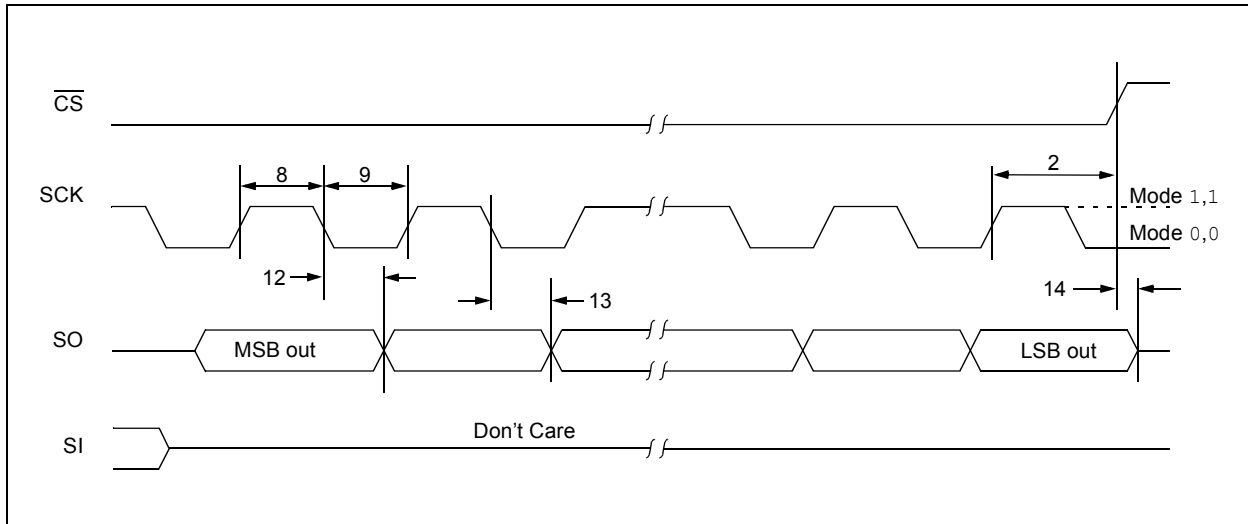 CS
2
8
9
SCK
Mode 1,1
Mode 0,0
12
13
14
SO
MSB out
LSB out
Don't Care
SI